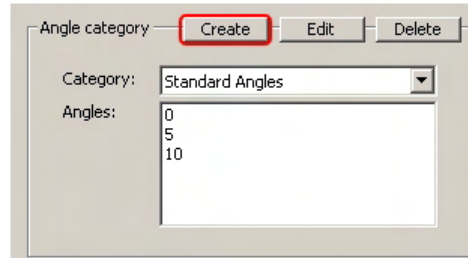 Angle category Create Edit Delete
Category: Standard Angles
Angles: 0
5
10